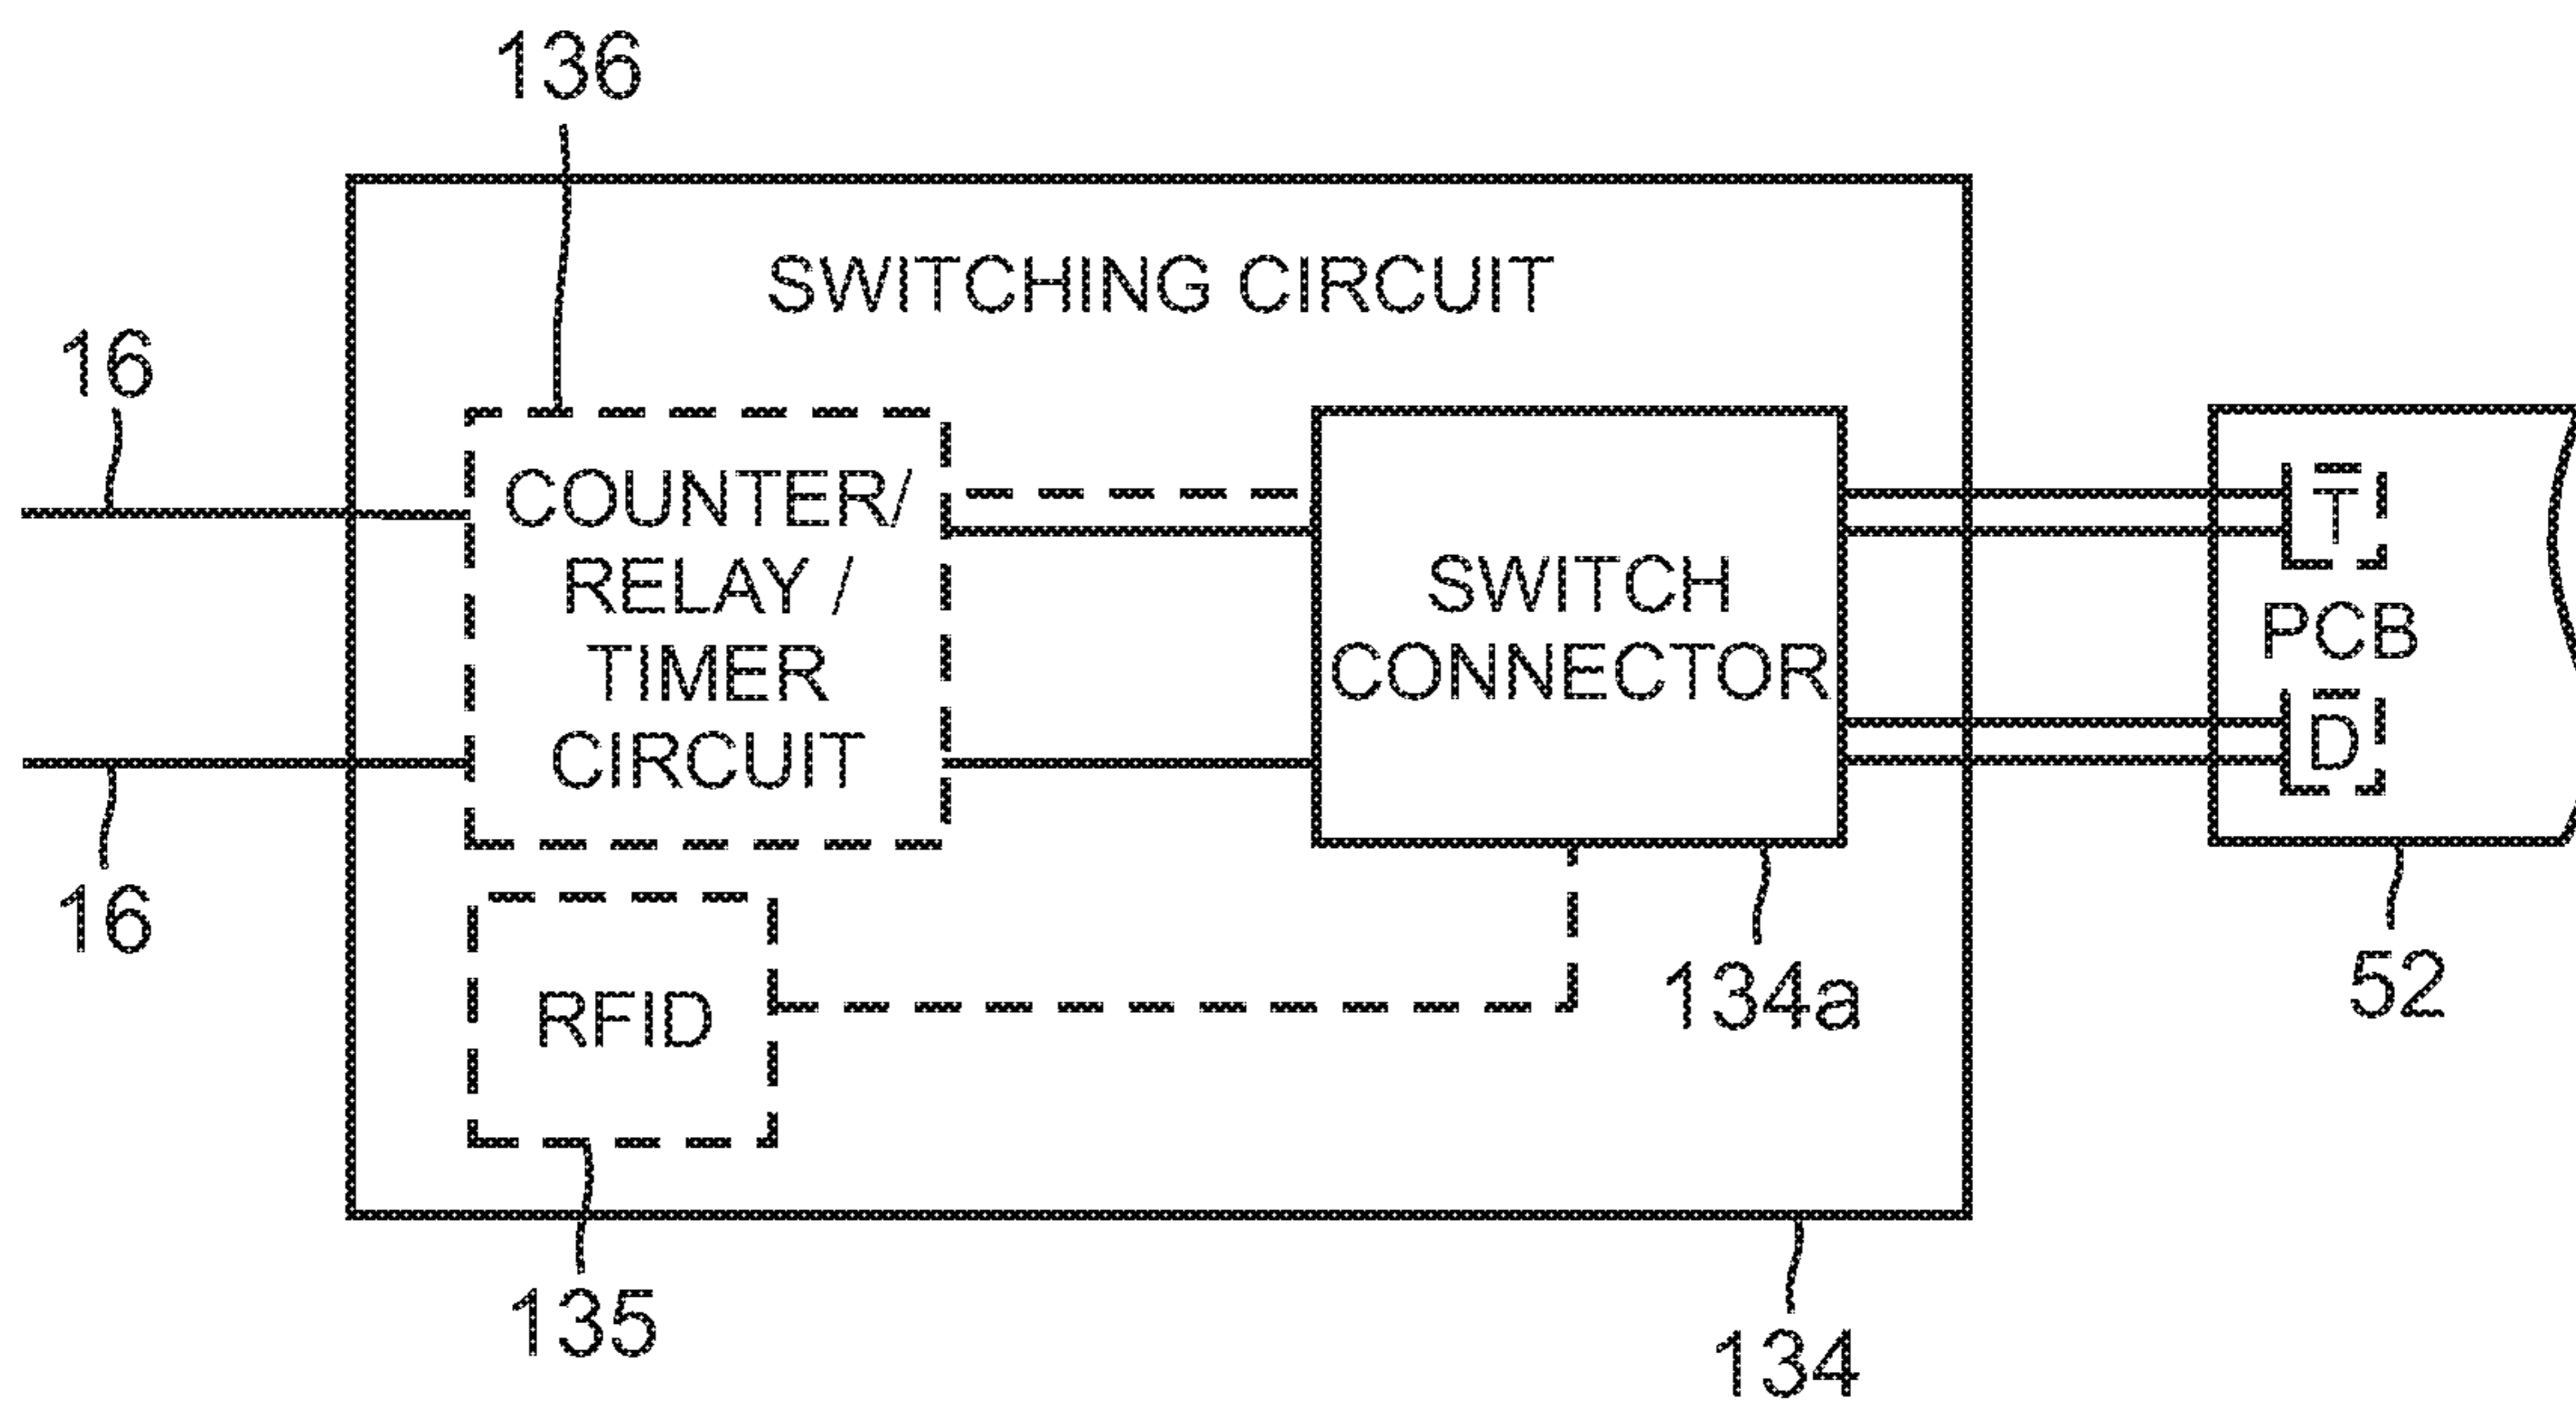 136
SWITCHING CIRCUIT
16
COUNTER/
RELAY /
TIMER
CIRCUIT
SWITCH
CONNECTOR
T
PCB
D
16
RFID
134a
52
135
134